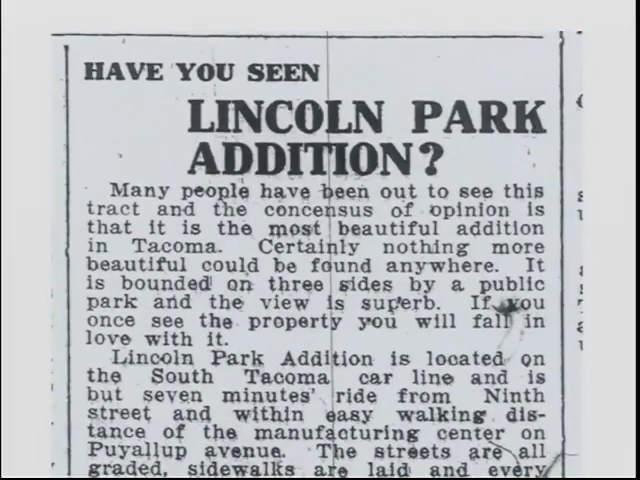 HAVE YOU SEEN
LINCOLN PARK
ADDITION?
Many people have been out to see this
tract and the concensus of opinion is
that it is the most beautiful addition
in Tacoma. Certainly nothing more
beautiful could be found anywhere. It
is bounded on three sides by a public
park and the view is superb. If you
once see the property you will fall in
love with it.
Lincoln Park Addition is located on
the South Tacoma car line and is
but seven minutes' ride from Ninth
street and within easy walking dis-
tance of the manufacturing center on
Puyallup avenue. The streets are all
graded, sidewalks are laid and every